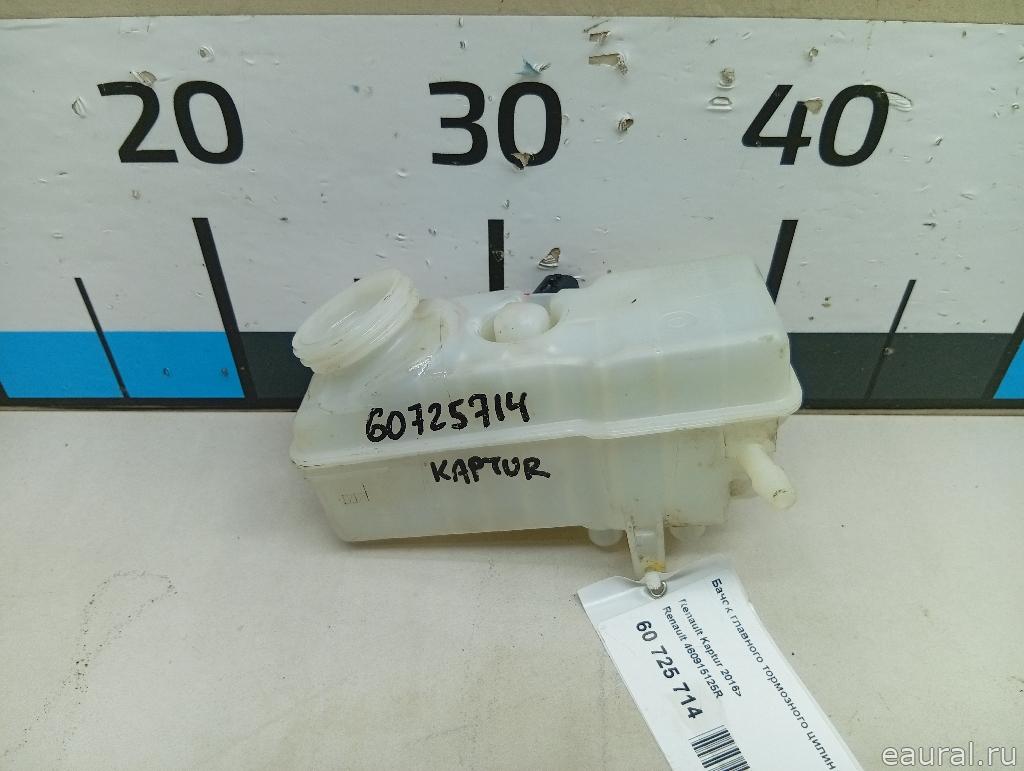 20 30 40
60725714
KAPTUR
Бачок главного тормозного цилин
Renault Kaptur 2016>
Renault 460915125R
60 725 714
eaural.ru